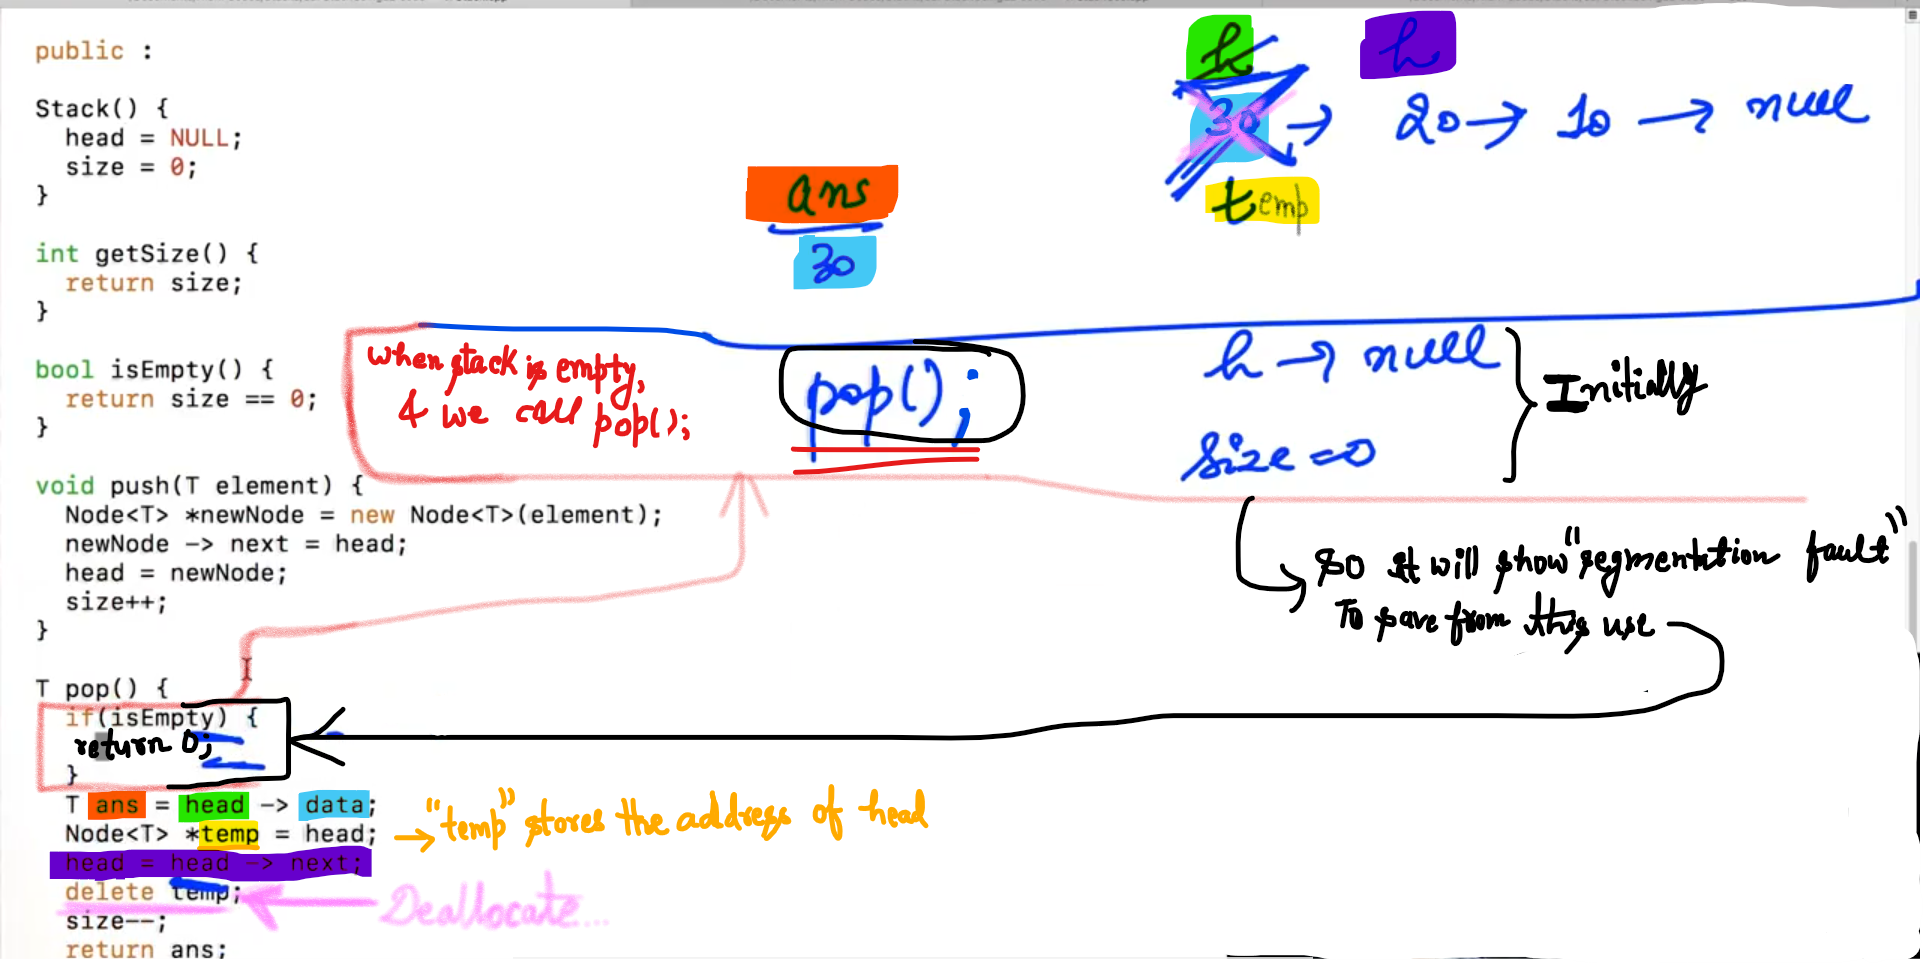 public :
Stack() {
head = NULL;
size = 0;
}
int getSize() {
return size;
}
bool isEmpty() {
return size == 0;
}
void push(T element) {
Node<T> *newNode = new Node<T>(element);
newNode -> next = head;
head = newNode;
size++;
}
T pop() {
if(isEmpty) {
return 0;
}
T ans = head -> data;
Node<T> *temp = head;
head = head -> next;
delete temp;
size--;
return ans;
h h
30 → 20 → 10 → null
temp
ans
30
when stack is empty,
& we call pop();
pop();
h → null
size = 0
Initially
so it will show "segmentation fault"
To save from this use
→ "temp" stores the address of head
Deallocate...